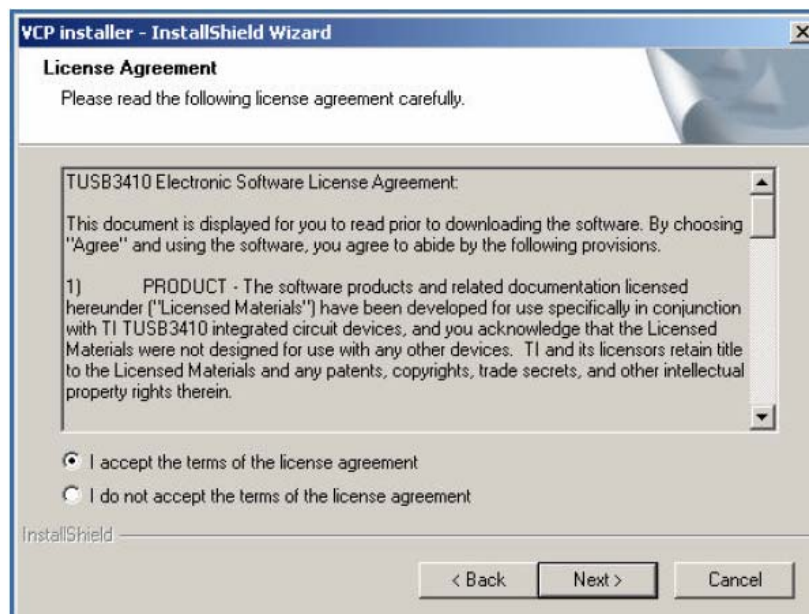 VCP installer - InstallShield Wizard
License Agreement
Please read the following license agreement carefully.
TUSB3410 Electronic Software License Agreement:
This document is displayed for you to read prior to downloading the software. By choosing
"Agree" and using the software, you agree to abide by the following provisions.
1) PRODUCT - The software products and related documentation licensed
hereunder ("Licensed Materials") have been developed for use specifically in conjunction
with TI TUSB3410 integrated circuit devices, and you acknowledge that the Licensed
Materials were not designed for use with any other devices. TI and its licensors retain title
to the Licensed Materials and any patents, copyrights, trade secrets, and other intellectual
property rights therein.
I accept the terms of the license agreement
I do not accept the terms of the license agreement
InstallShield
< Back Next > Cancel